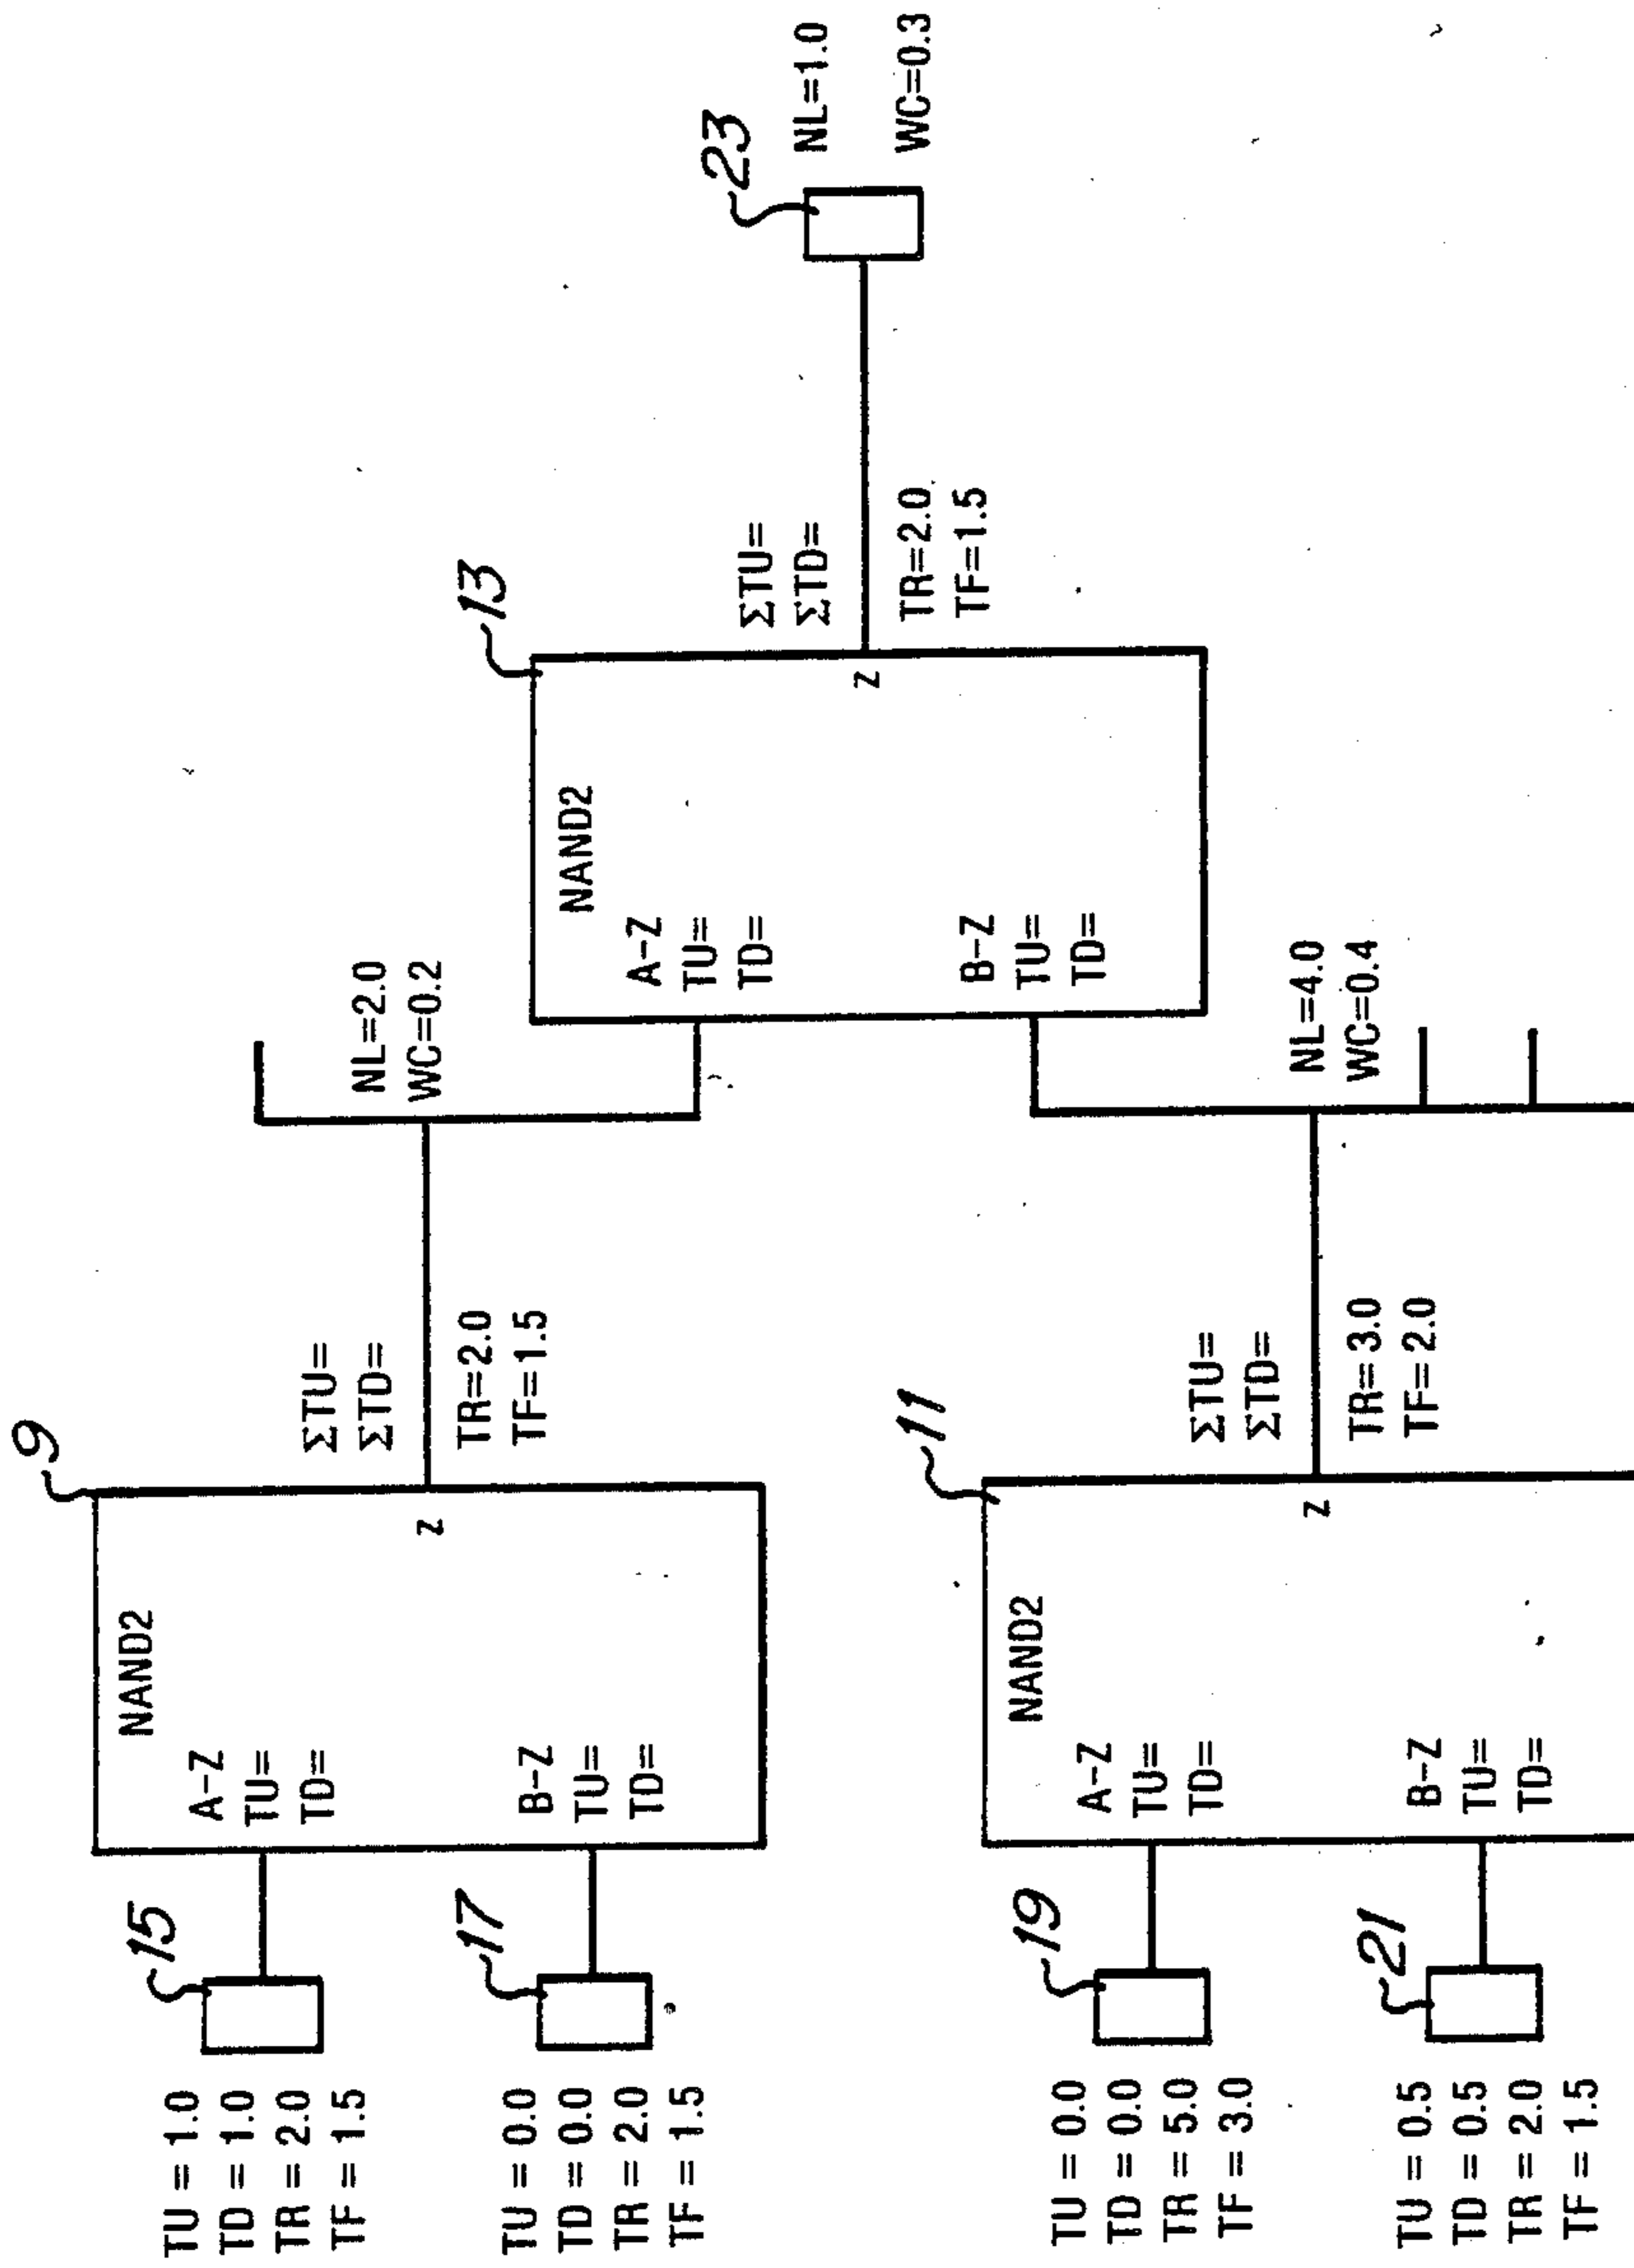 9
NAND2
A-Z
TU=
TD=
B-Z
TU=
TD=
Z
15
TU = 1.0
TD = 1.0
TR = 2.0
TF = 1.5
17
TU = 0.0
TD = 0.0
TR = 2.0
TF = 1.5
ΣTU=
ΣTD=
TR=2.0
TF=1.5
NL=2.0
WC=0.2
11
NAND2
A-Z
TU=
TD=
B-Z
TU=
TD=
Z
19
TU = 0.0
TD = 0.0
TR = 5.0
TF = 3.0
21
TU = 0.5
TD = 0.5
TR = 2.0
TF = 1.5
ΣTU=
ΣTD=
TR=3.0
TF=2.0
NL=4.0
WC=0.4
13
NAND2
A-Z
TU=
TD=
B-Z
TU=
TD=
Z
ΣTU=
ΣTD=
TR=2.0
TF=1.5
23
NL=1.0
WC=0.3